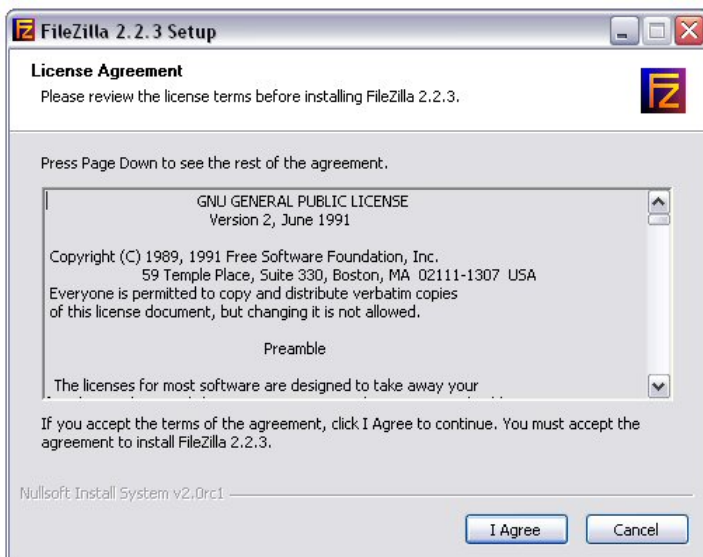 FileZilla 2.2.3 Setup
License Agreement
Please review the license terms before installing FileZilla 2.2.3.
FZ
Press Page Down to see the rest of the agreement.
GNU GENERAL PUBLIC LICENSE
Version 2, June 1991
Copyright (C) 1989, 1991 Free Software Foundation, Inc.
59 Temple Place, Suite 330, Boston, MA 02111-1307 USA
Everyone is permitted to copy and distribute verbatim copies
of this license document, but changing it is not allowed.
Preamble
The licenses for most software are designed to take away your
If you accept the terms of the agreement, click I Agree to continue. You must accept the
agreement to install FileZilla 2.2.3.
Nullsoft Install System v2.0rc1
I Agree
Cancel